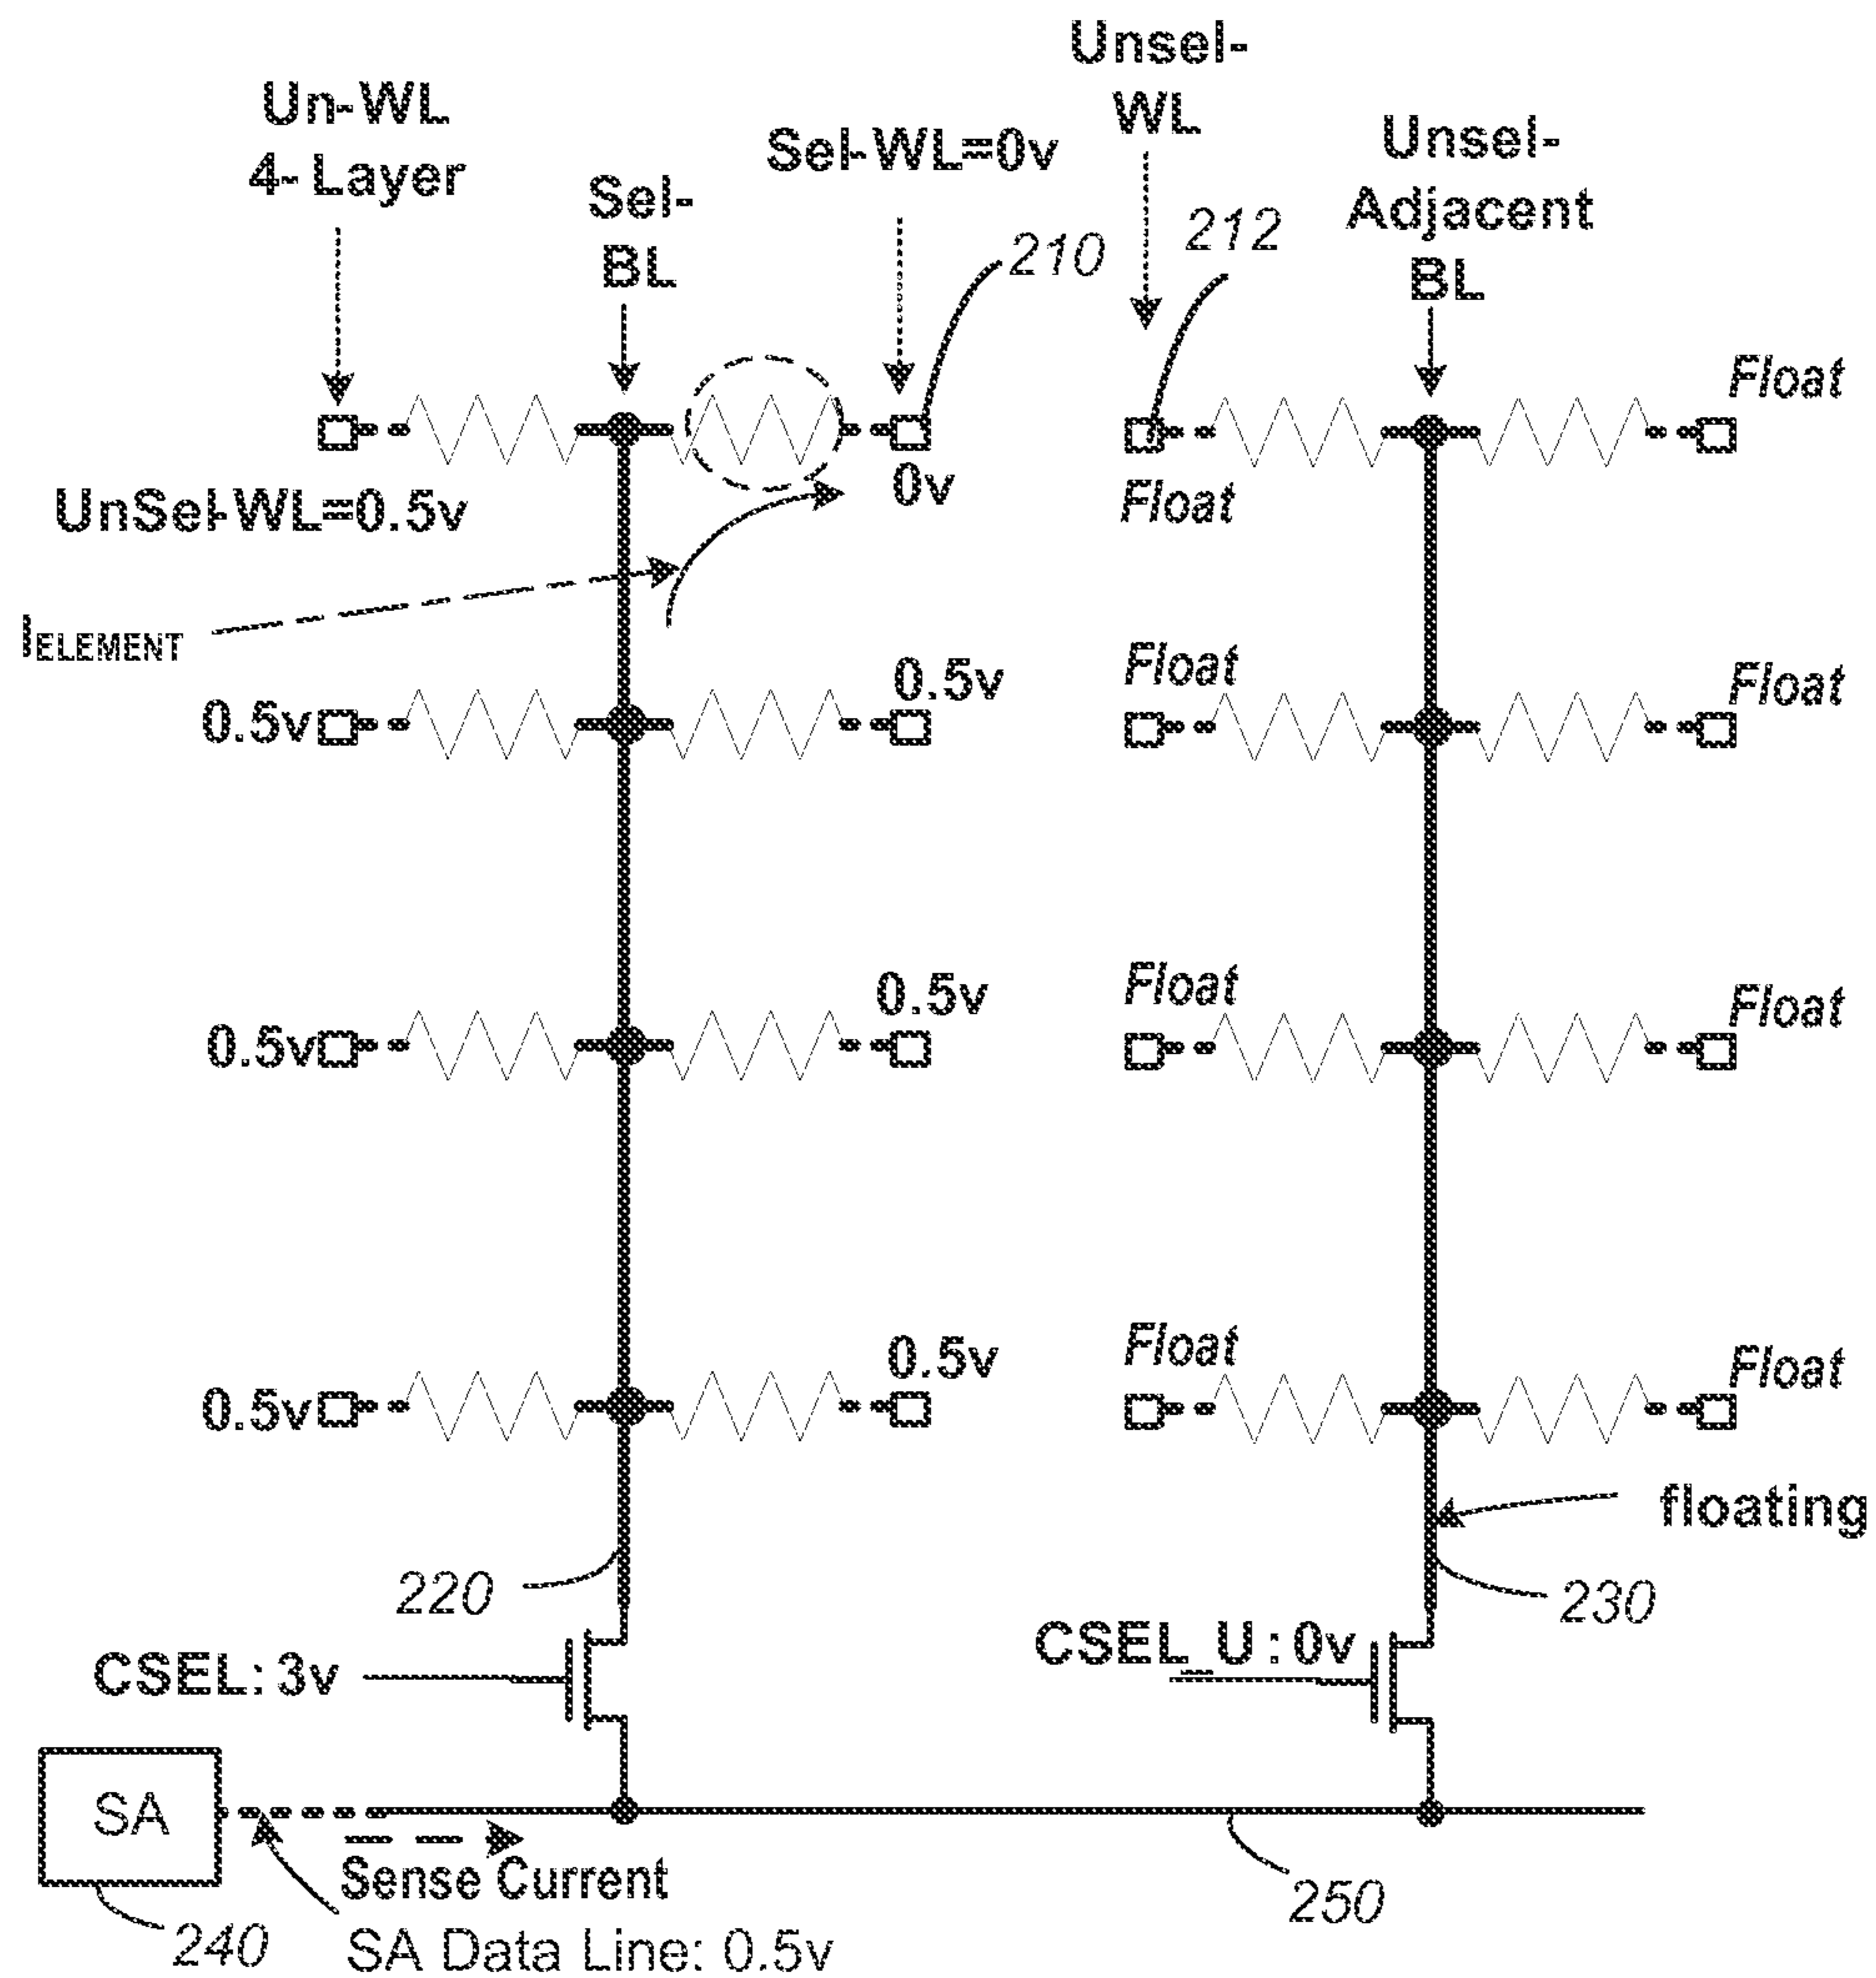 Unsel-
WL
Un-WL
4- Layer
Sel-WL=0v
Unsel-
Adjacent
BL
Sel-
BL
210
212
Float
0v
Float
UnSel-WL=0.5v
IELEMENT
0.5v
0.5v
Float
Float
0.5v
0.5v
Float
Float
0.5v
0.5v
Float
Float
floating
220
230
CSEL: 3v
CSEL_U : 0v
SA
Sense Current
240
SA Data Line: 0.5v
250